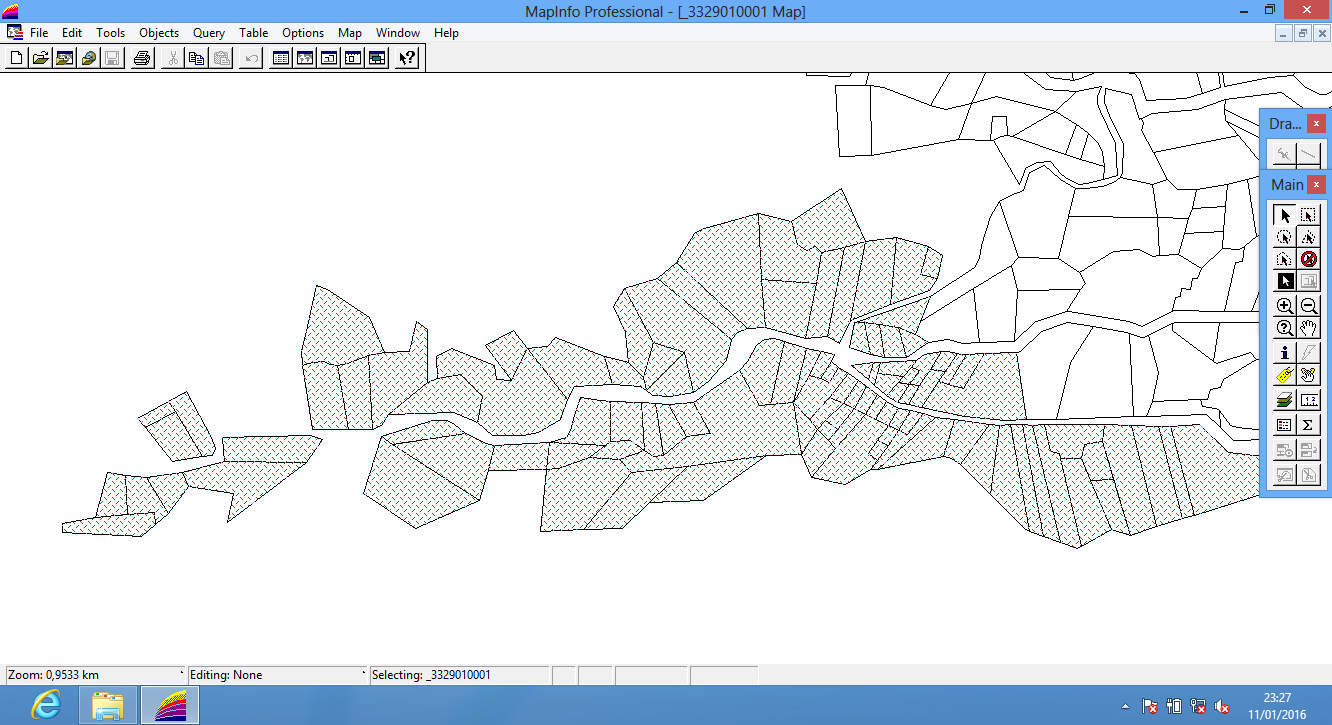 MapInfo Professional - [_3329010001 Map]
File Edit Tools Objects Query Table Options Map Window Help
Dra...
Main
Zoom: 0,9533 km Editing: None Selecting: _3329010001
23:27
11/01/2016